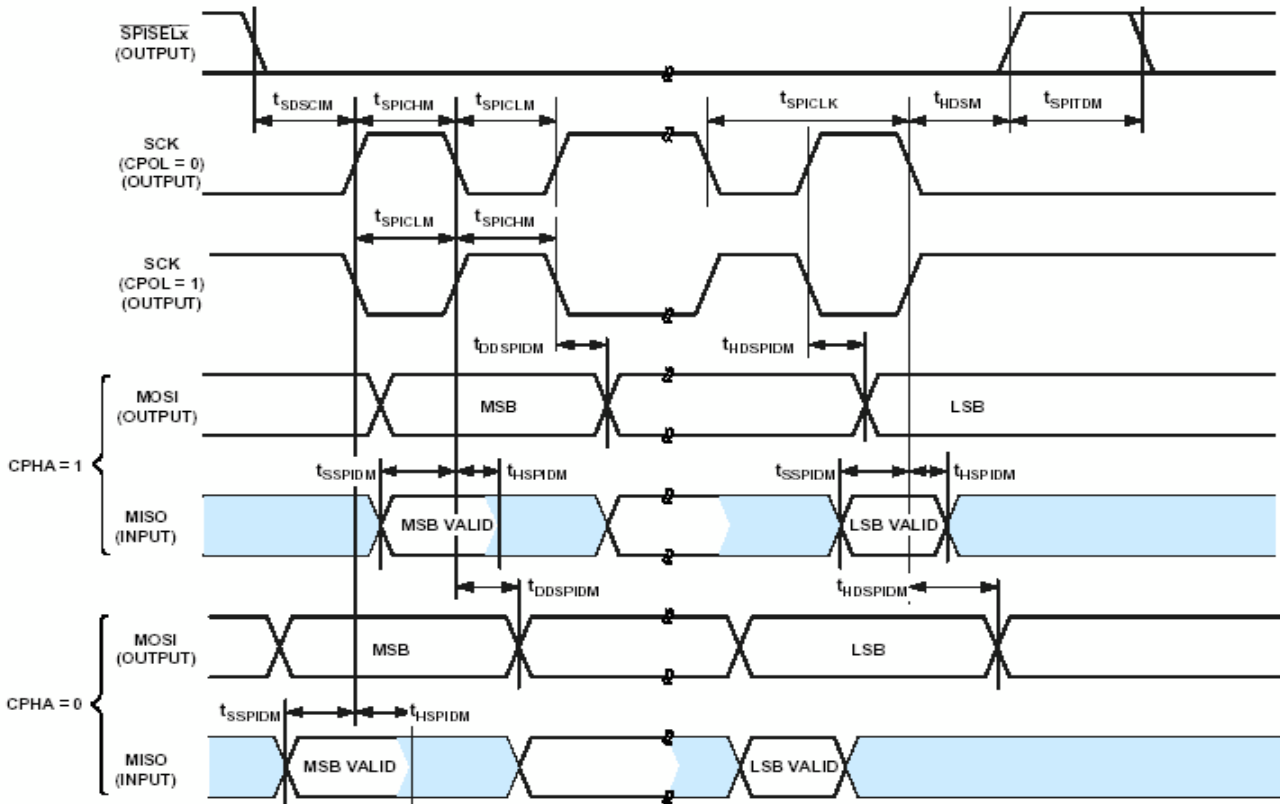 SPISELx
(OUTPUT)
tSDSCIM tSPICHM tSPICLM tSPICLK tHDSM tSPITDM
SCK
(CPOL = 0)
(OUTPUT)
tSPICLM tSPICHM
SCK
(CPOL = 1)
(OUTPUT)
tDDSPIDM tHDSPIDM
CPHA = 1
MOSI
(OUTPUT)
MSB LSB
tSSPIDM tHSPIDM tSSPIDM tHSPIDM
MISO
(INPUT)
MSB VALID LSB VALID
tDDSPIDM tHDSPIDM
CPHA = 0
MOSI
(OUTPUT)
MSB LSB
tSSPIDM tHSPIDM
MISO
(INPUT)
MSB VALID LSB VALID